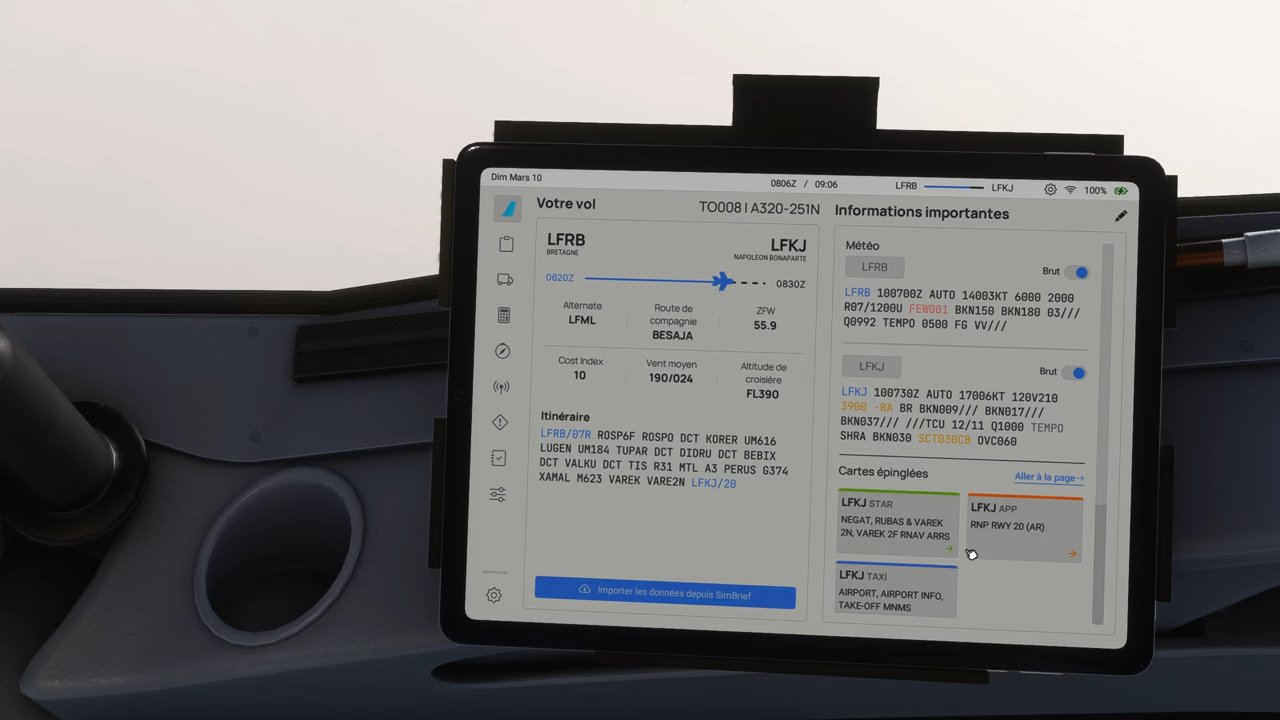 Dim Mars 10
0806Z / 09:06
LFRB
LFKJ
100%
Votre vol
TO008 | A320-251N
LFRB
BRETAGNE
LFKJ
NAPOLEON BONAPARTE
0620Z
0830Z
Alternate
LFML
Route de
compagnie
BESAJA
ZFW
55.9
Cost Index
10
Vent moyen
190/024
Altitude de
croisière
FL390
Itinéraire
LFRB/07R ROSP6F ROSPO DCT KORER UM616
LUGEN UM184 TUPAR DCT DIDRU DCT BEBIX
DCT VALKU DCT TIS R31 MTL A3 PERUS G374
XAMAL M623 VAREK VARE2N LFKJ/20
Importer les données depuis SimBrief
Informations importantes
Météo
LFRB
Brut
LFRB 100700Z AUTO 14003KT 6000 2000
R07/1200U FEW001 BKN150 BKN180 03///
Q0992 TEMPO 0500 FG VV///
LFKJ
Brut
LFKJ 100730Z AUTO 17006KT 120V210
3900 -RA BR BKN009/// BKN017///
BKN037/// ///TCU 12/11 Q1000 TEMPO
SHRA BKN030 SCT030CB OVC060
Cartes épinglées
Aller à la page→
LFKJ STAR
NEGAT, RUBAS & VAREK
2N, VAREK 2F RNAV ARRS
→
LFKJ APP
RNP RWY 20 (AR)
→
LFKJ TAXI
AIRPORT, AIRPORT INFO,
TAKE-OFF MNMS